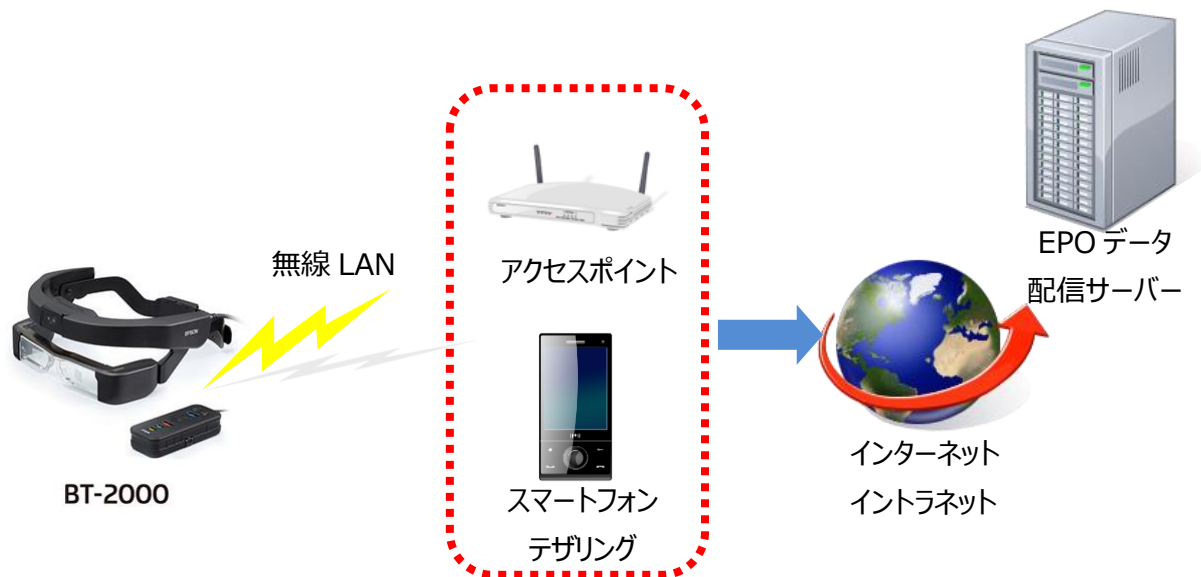 無線 LAN
BT-2000
アクセスポイント
スマートフォン
テザリング
インターネット
イントラネット
EPO データ
配信サーバー
EPSON